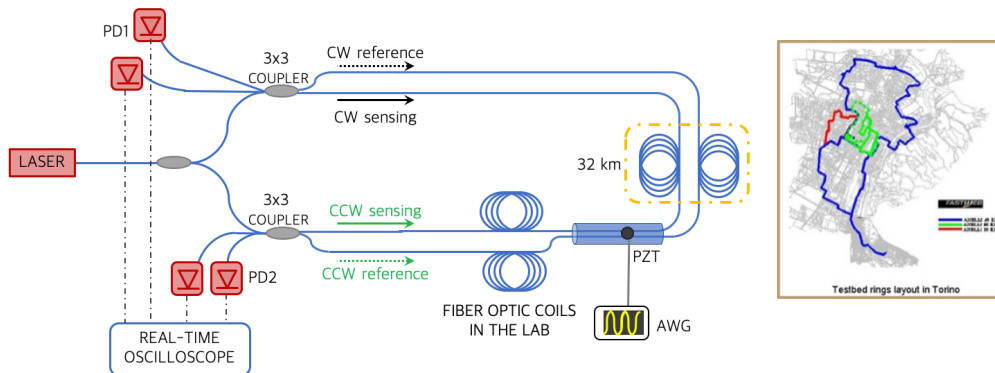 PD1
3x3
COUPLER
CW reference
CW sensing
LASER
32 km
3x3
COUPLER
CCW sensing
CCW reference
PD2
PZT
FIBER OPTIC COILS
IN THE LAB
AWG
REAL-TIME
OSCILLOSCOPE
FASTWEB
Testbed rings layout in Torino